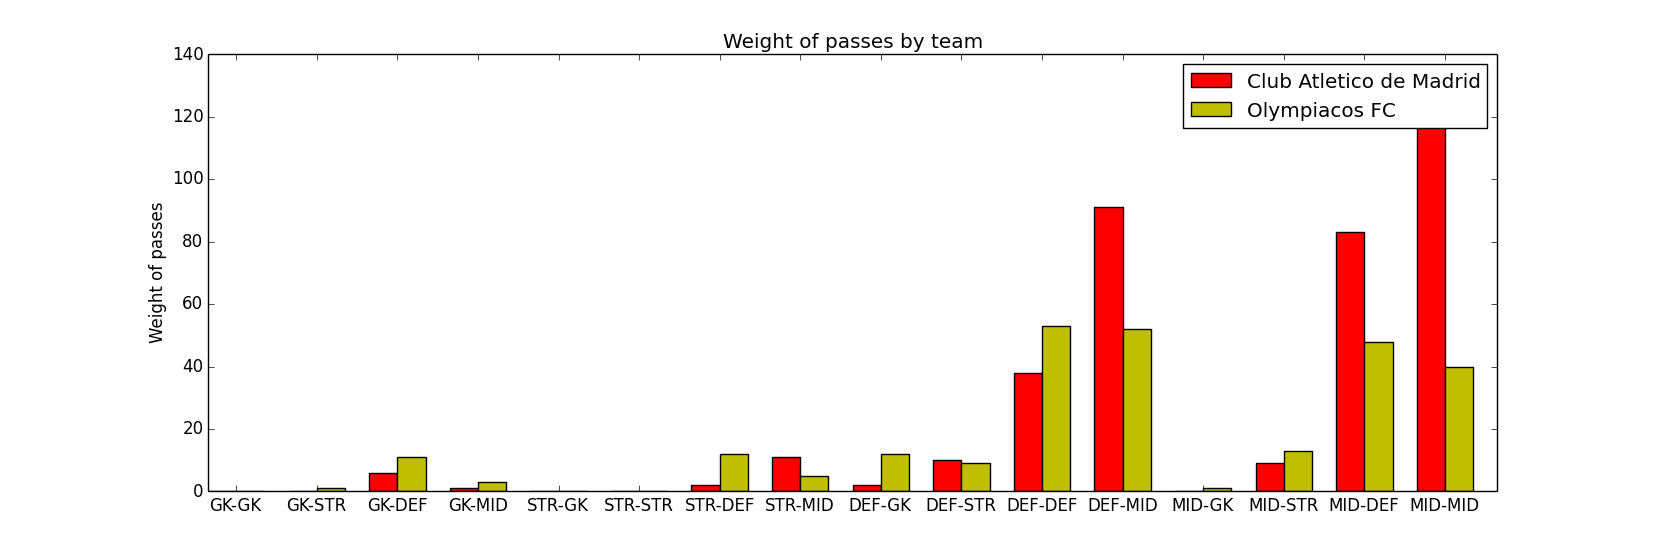 Weight of passes by team
140
120
100
80
60
40
20
0
Weight of passes
Club Atletico de Madrid
Olympiacos FC
GK-GK GK-STR GK-DEF GK-MID STR-GK STR-STR STR-DEF STR-MID DEF-GK DEF-STR DEF-DEF DEF-MID MID-GK MID-STR MID-DEF MID-MID